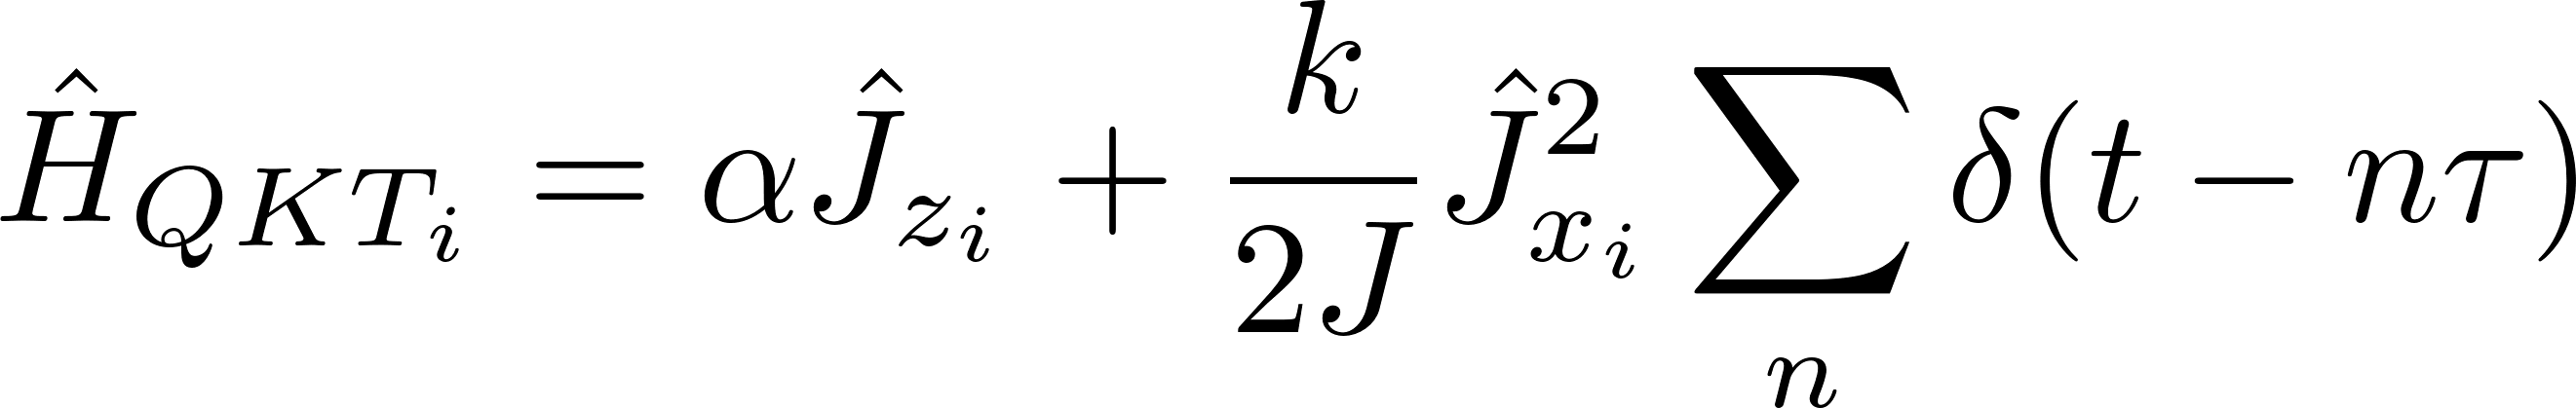 $\hat{H}_{QKT_i} = \alpha \hat{J}_{z_i} + \frac{k}{2J} \hat{J}_{x_i}^2 \sum_n \delta(t - n\tau)$